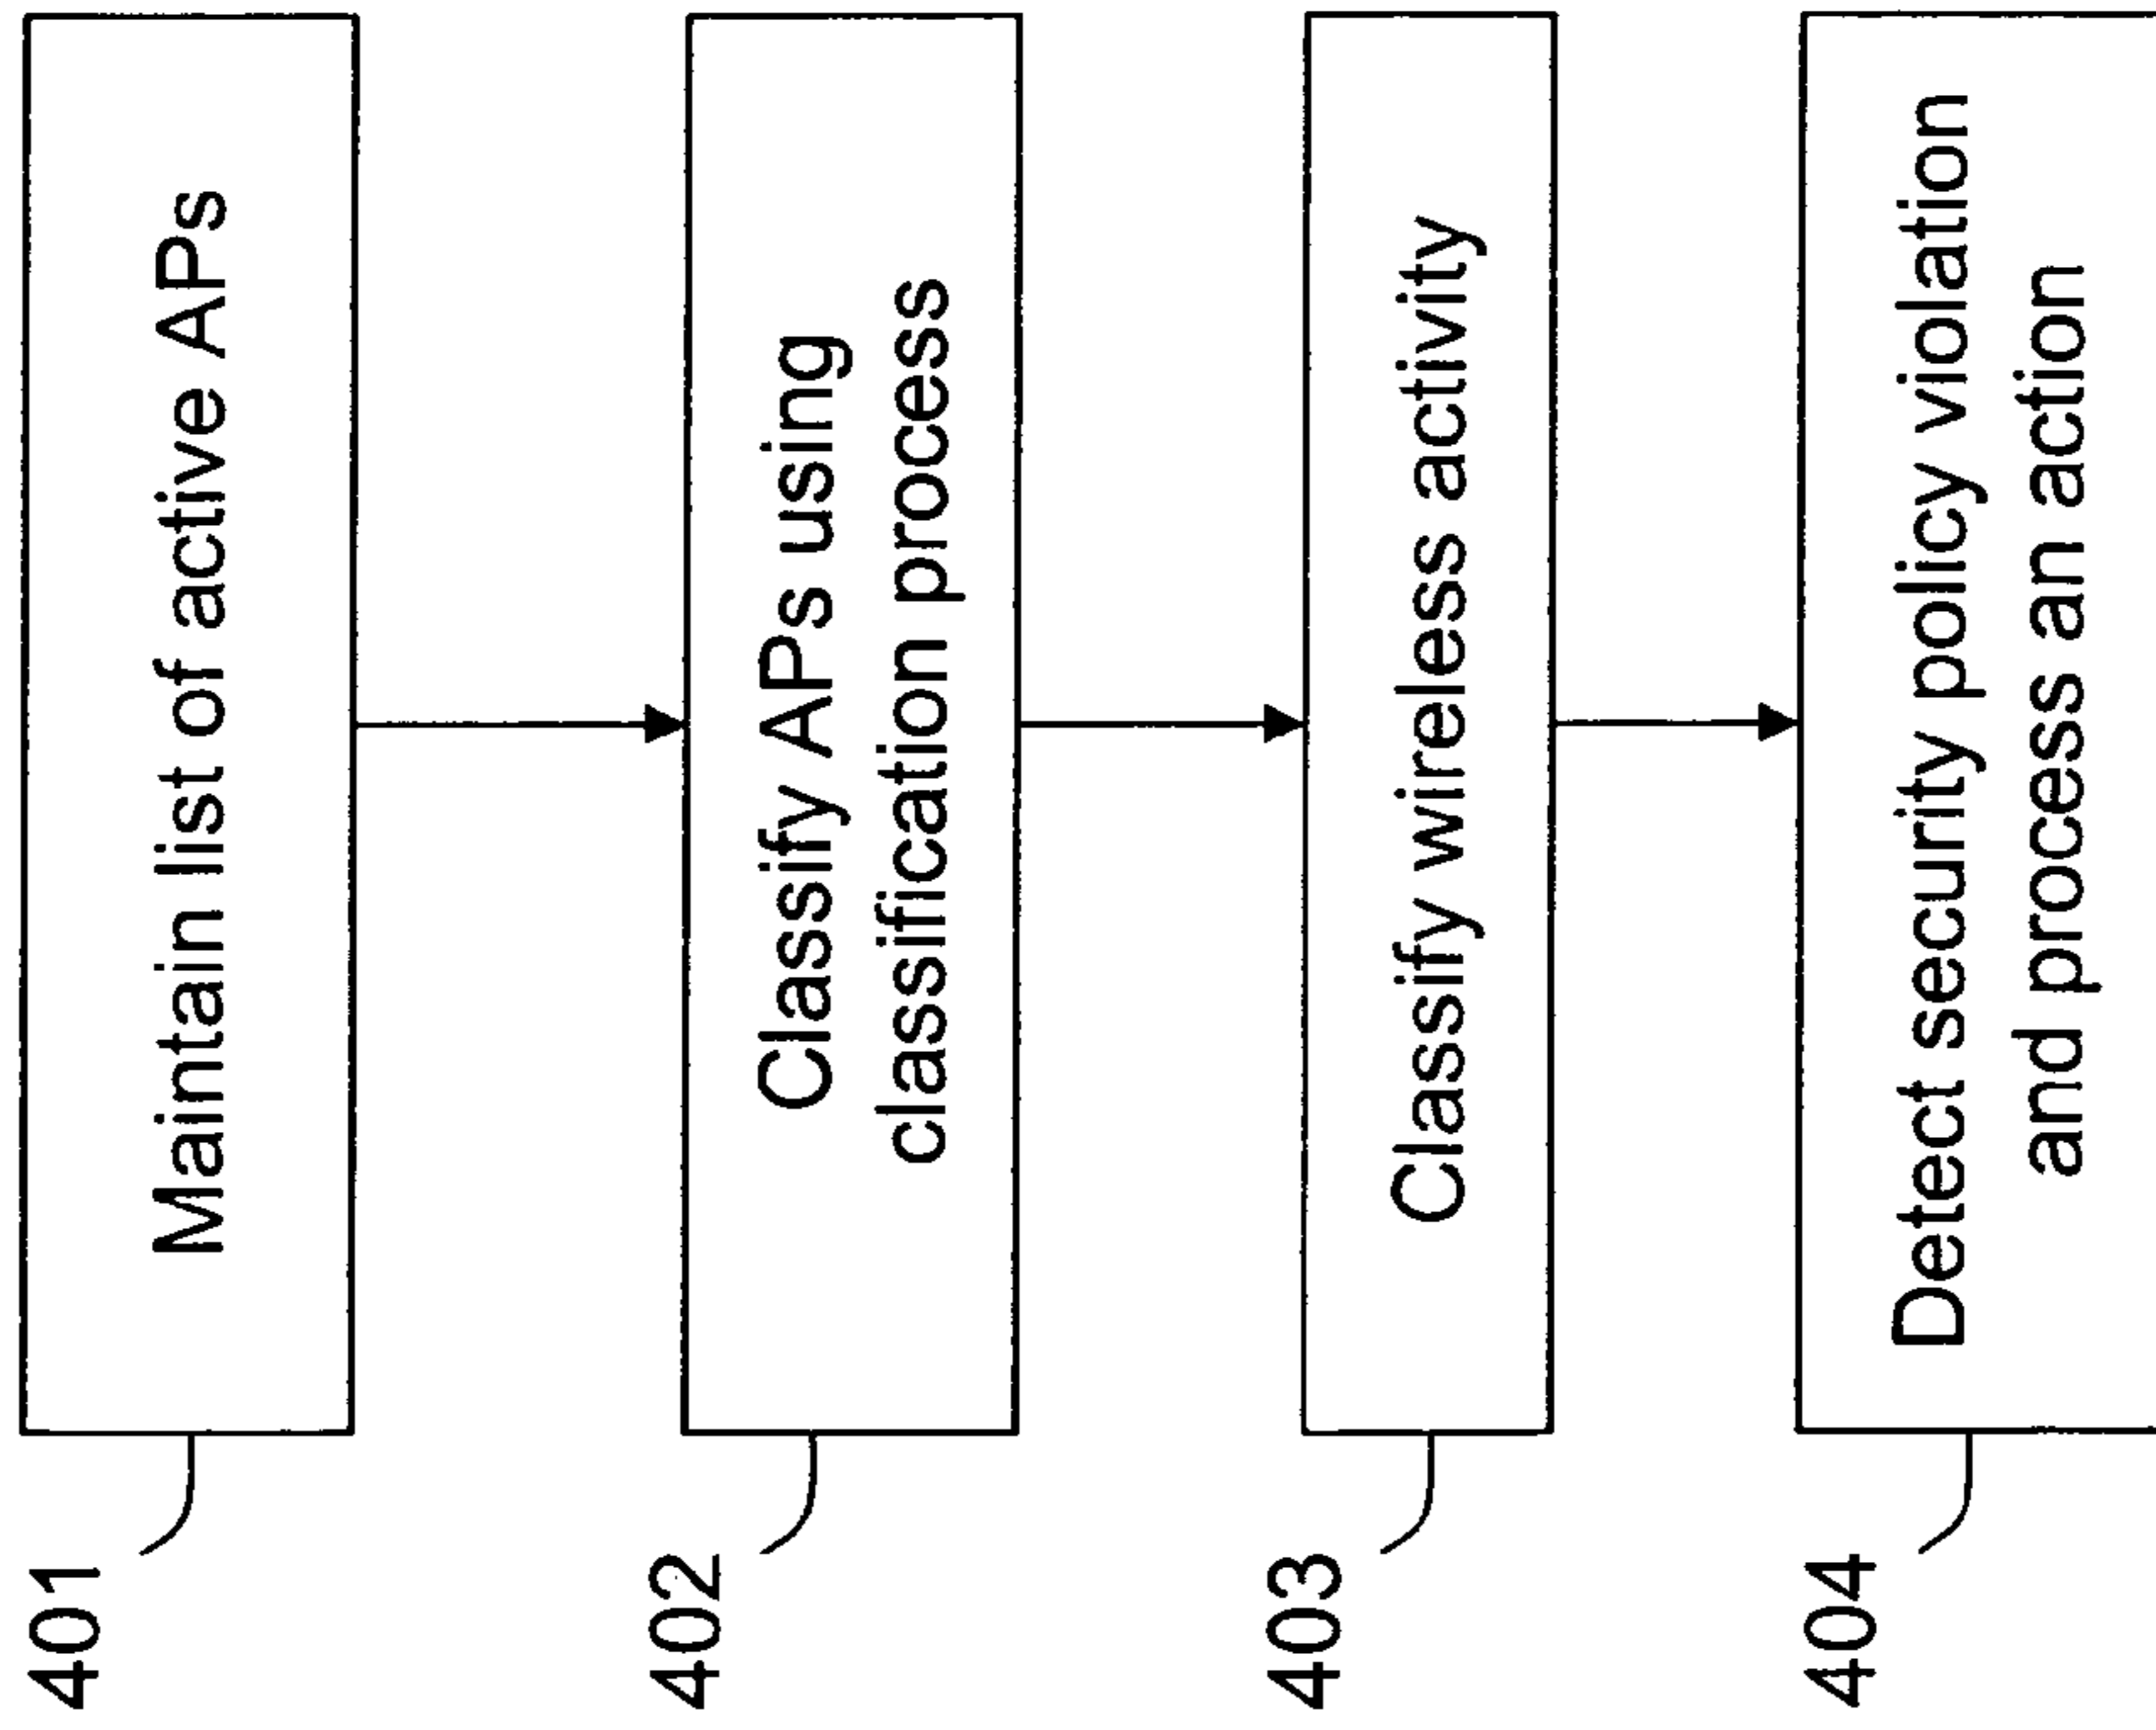 401
Maintain list of active APs
402
Classify APs using
classification process
403
Classify wireless activity
404
Detect security policy violation
and process an action